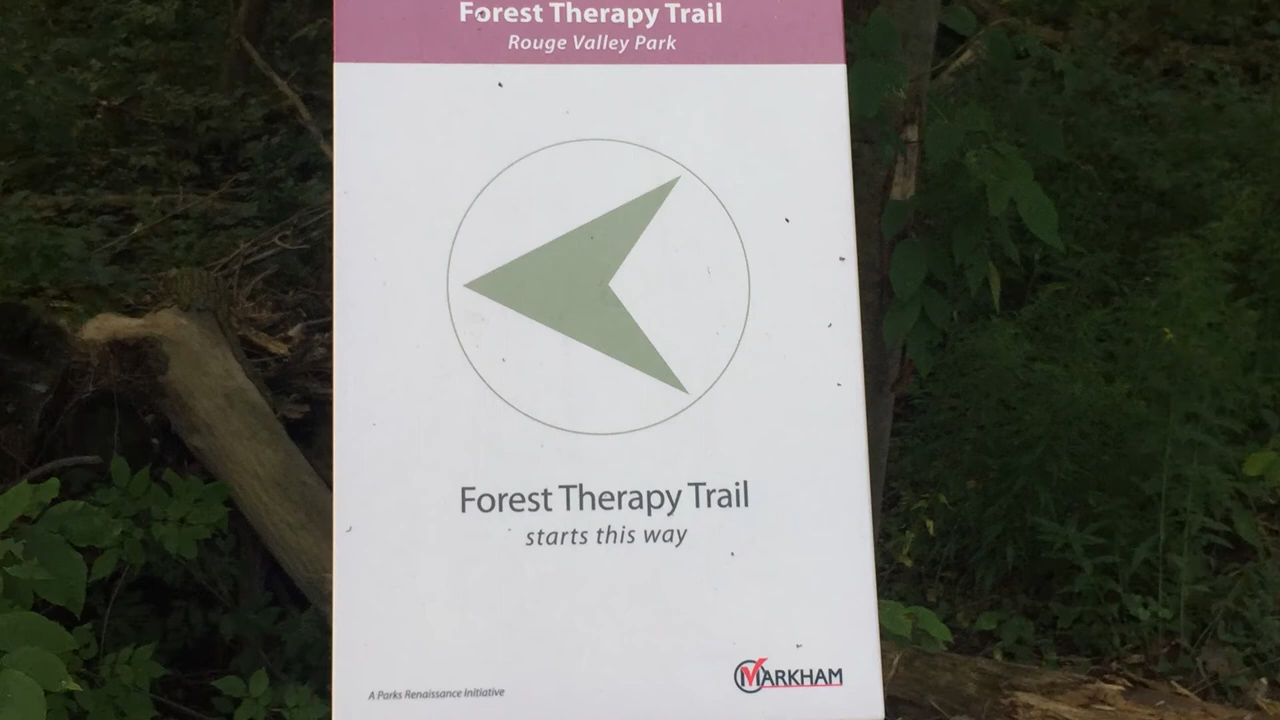 Forest Therapy Trail
Rouge Valley Park
Forest Therapy Trail
starts this way
A Parks Renaissance Initiative
MARKHAM